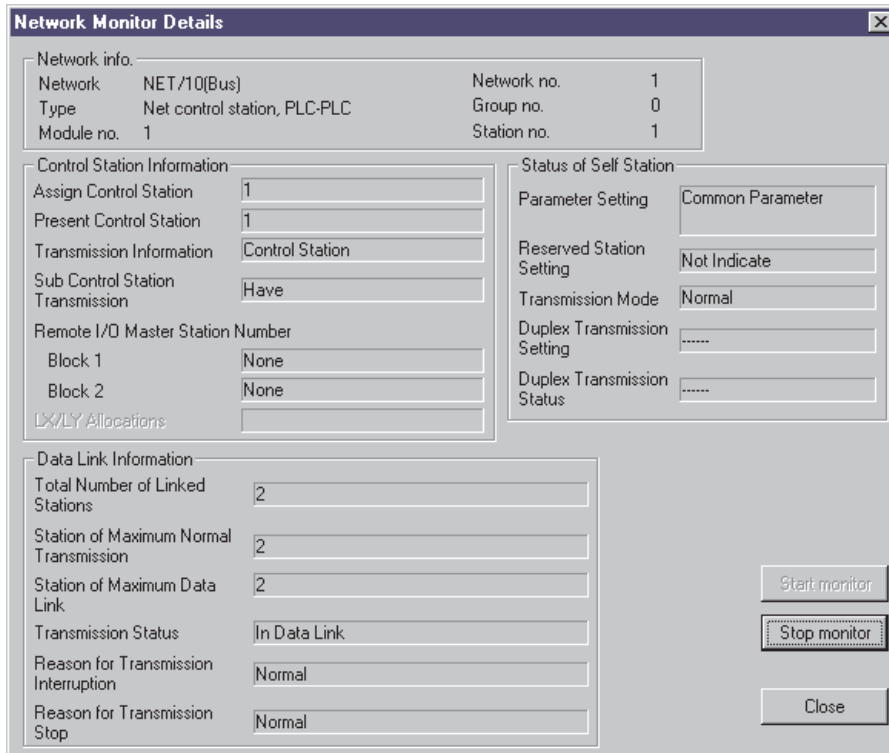 Network Monitor Details
Network info.
Network NET/10(Bus)
Network no. 1
Type Net control station, PLC-PLC
Group no. 0
Module no. 1
Station no. 1
Control Station Information
Assign Control Station 1
Present Control Station 1
Transmission Information Control Station
Sub Control Station
Transmission
Have
Remote I/O Master Station Number
Block 1 None
Block 2 None
LX/LY Allocations
Status of Self Station
Parameter Setting Common Parameter
Reserved Station
Setting
Not Indicate
Transmission Mode Normal
Duplex Transmission
Setting
------
Duplex Transmission
Status
------
Data Link Information
Total Number of Linked
Stations
2
Station of Maximum Normal
Transmission
2
Station of Maximum Data
Link
2
Transmission Status In Data Link
Reason for Transmission
Interruption
Normal
Reason for Transmission
Stop
Normal
Start monitor
Stop monitor
Close